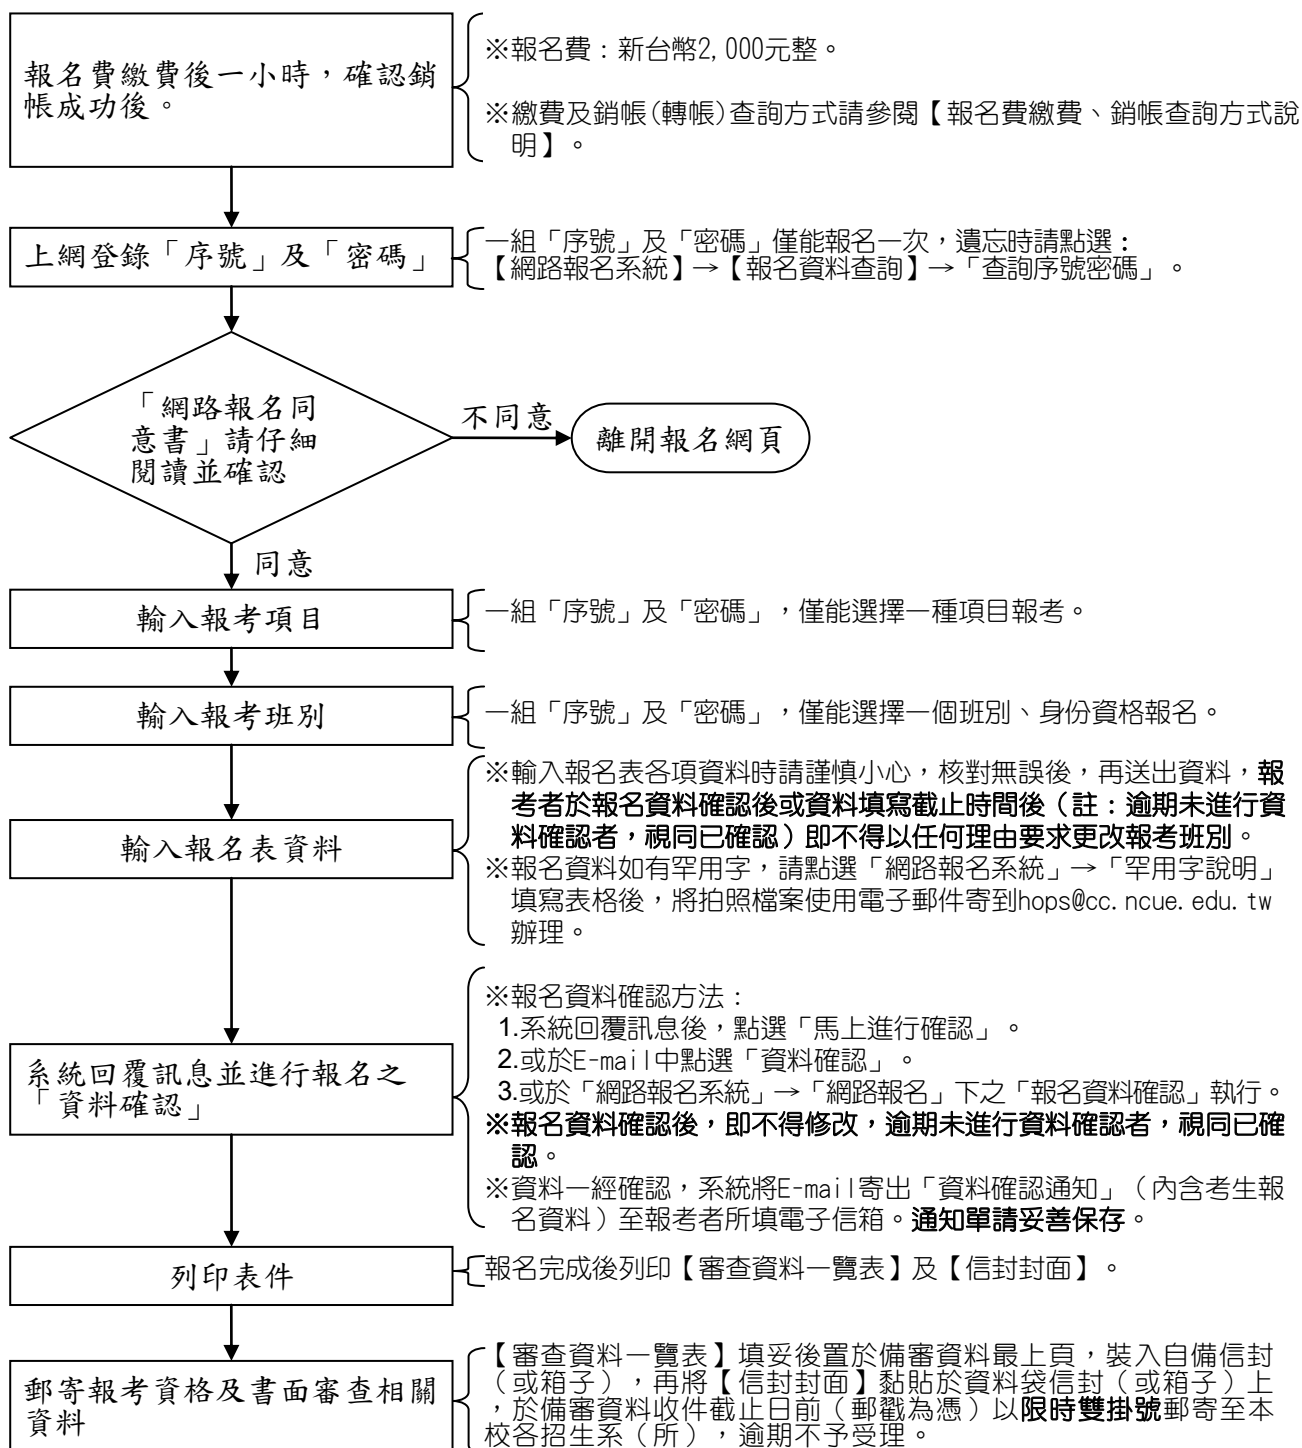 報名費繳費後一小時，確認銷
帳成功後。
※報名費：新台幣2,000元整。
※繳費及銷帳(轉帳)查詢方式請參閱【報名費繳費、銷帳查詢方式說
明】。
上網登錄「序號」及「密碼」
一組「序號」及「密碼」僅能報名一次，遺忘時請點選：
【網路報名系統】→【報名資料查詢】→「查詢序號密碼」。
「網路報名同
意書」請仔細
閱讀並確認
不同意
離開報名網頁
同意
輸入報考項目
一組「序號」及「密碼」，僅能選擇一種項目報考。
輸入報考班別
一組「序號」及「密碼」，僅能選擇一個班別、身份資格報名。
輸入報名表資料
※輸入報名表各項資料時請謹慎小心，核對無誤後，再送出資料，報
考者於報名資料確認後或資料填寫截止時間後（註：逾期未進行資
料確認者，視同已確認）即不得以任何理由要求更改報考班別。
※報名資料如有罕用字，請點選「網路報名系統」→「罕用字說明」
填寫表格後，將拍照檔案使用電子郵件寄到hops@cc.ncue.edu.tw
辦理。
系統回覆訊息並進行報名之
「資料確認」
※報名資料確認方法：
1.系統回覆訊息後，點選「馬上進行確認」。
2.或於E-mail中點選「資料確認」。
3.或於「網路報名系統」→「網路報名」下之「報名資料確認」執行。
※報名資料確認後，即不得修改，逾期未進行資料確認者，視同已確
認。
※資料一經確認，系統將E-mail寄出「資料確認通知」（內含考生報
名資料）至報考者所填電子信箱。通知單請妥善保存。
列印表件
報名完成後列印【審查資料一覽表】及【信封封面】。
郵寄報考資格及書面審查相關
資料
【審查資料一覽表】填妥後置於備審資料最上頁，裝入自備信封
（或箱子），再將【信封封面】黏貼於資料袋信封（或箱子）上
，於備審資料收件截止日前（郵戳為憑）以限時雙掛號郵寄至本
校各招生系（所），逾期不予受理。